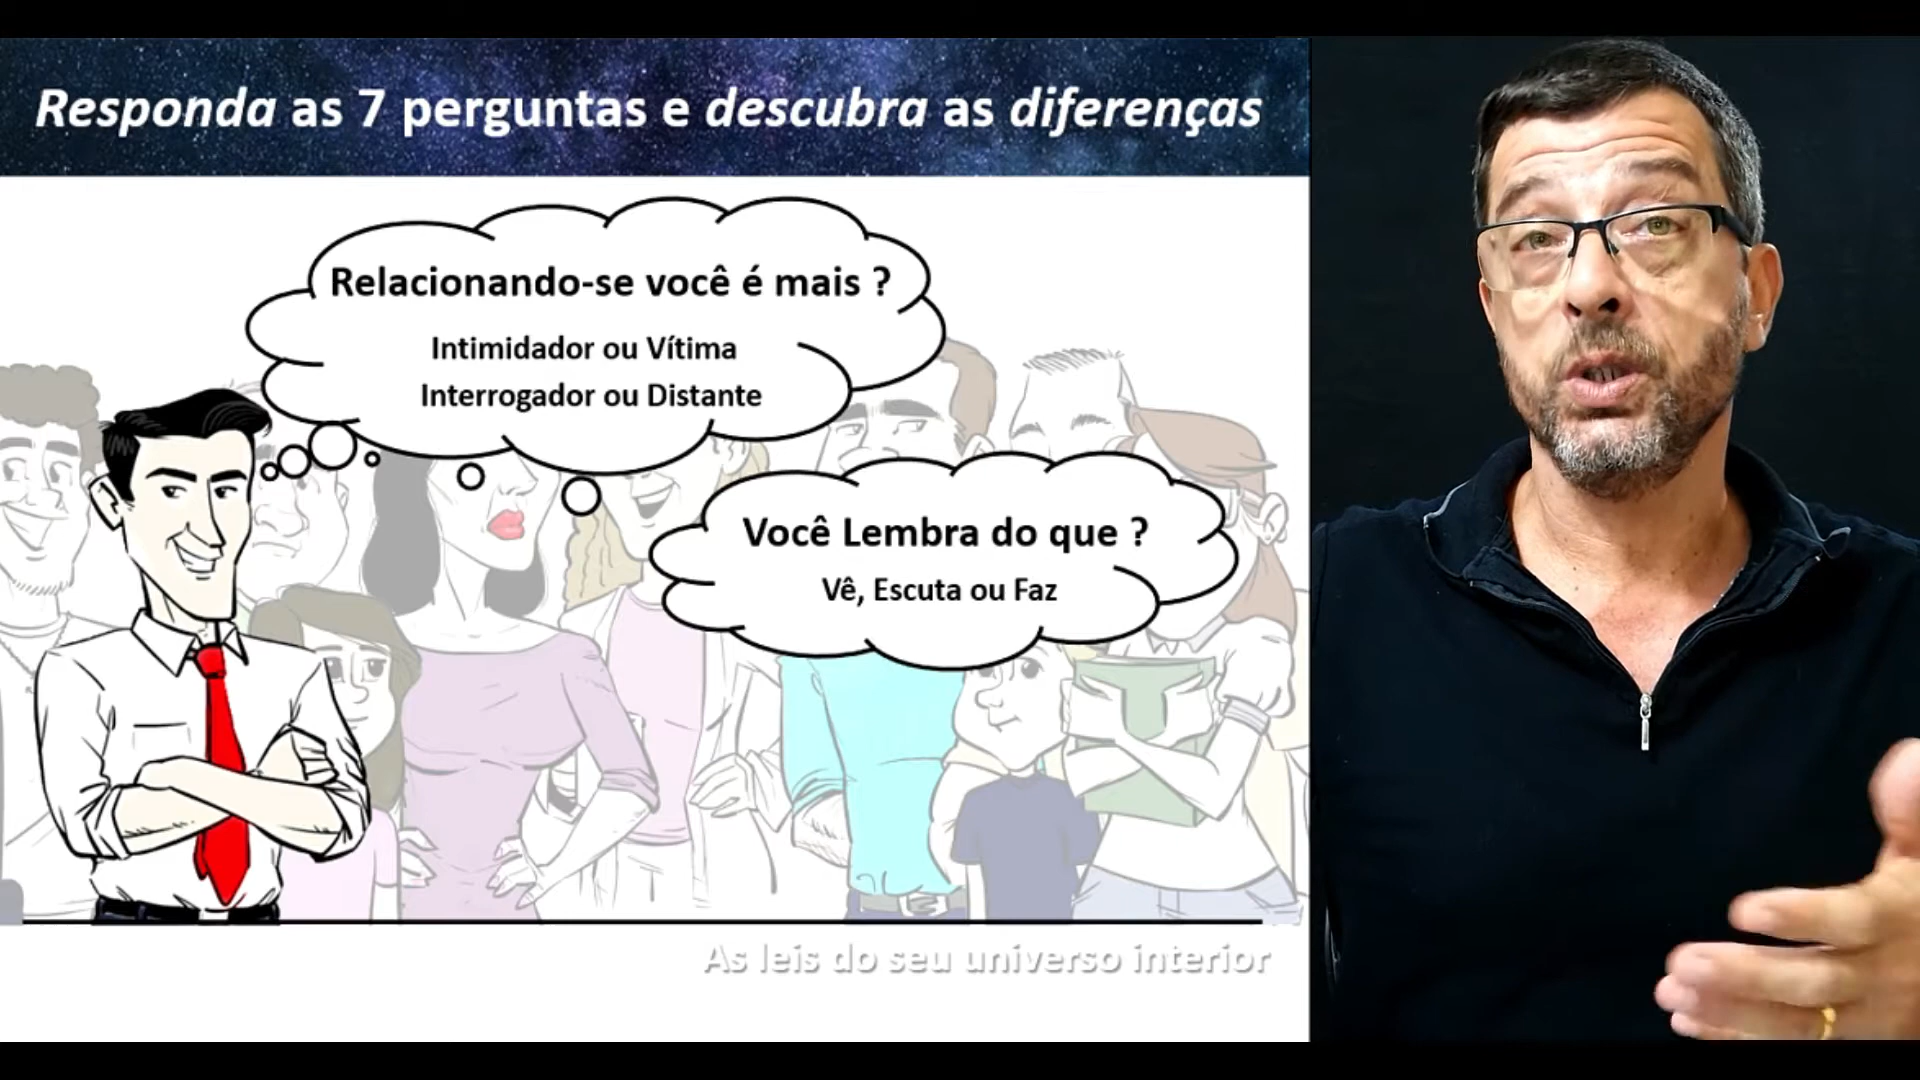 Responda as 7 perguntas e descubra as diferenças
Relacionando-se você é mais ?
Intimidador ou Vítima
Interrogador ou Distante
Você Lembra do que ?
Vê, Escuta ou Faz
As leis do seu universo interior